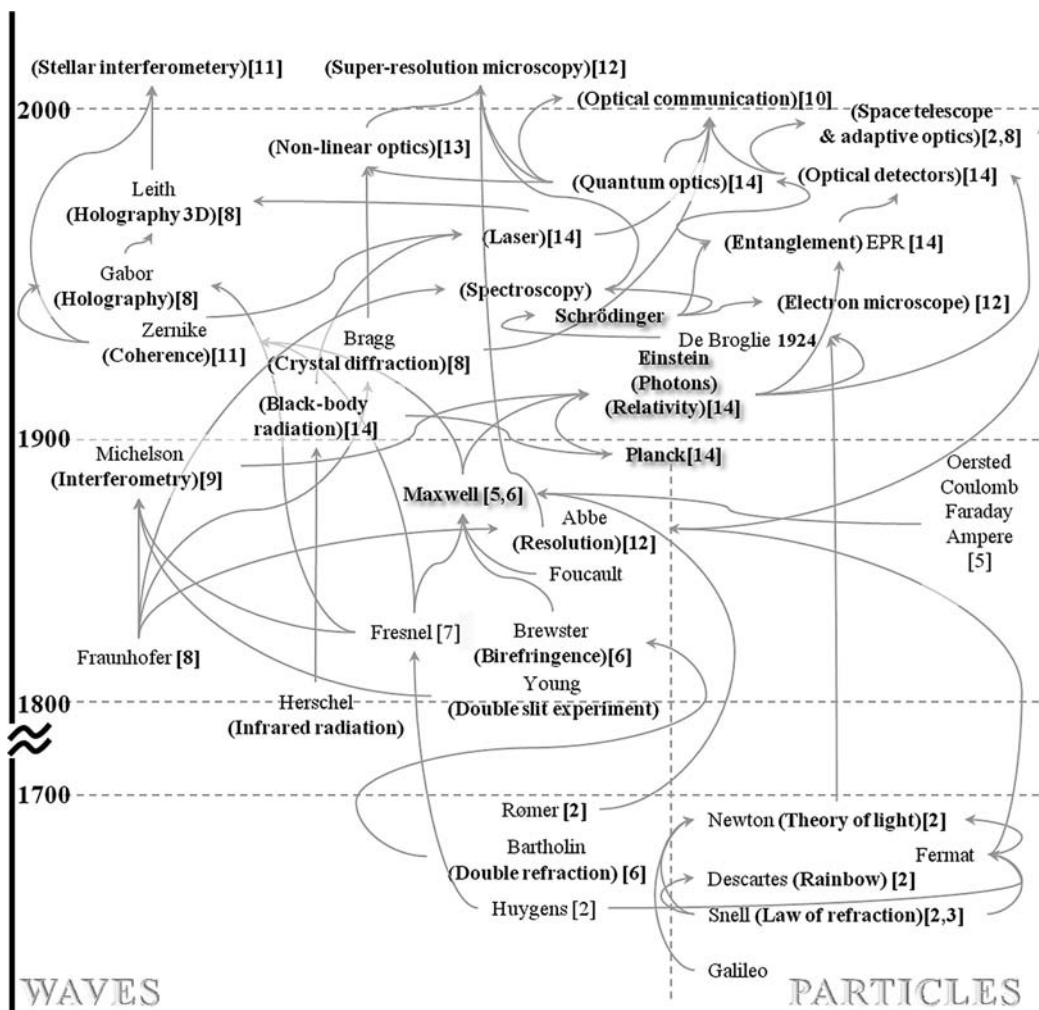 (Stellar interferometery)[11]
(Super-resolution microscopy)[12]
2000
(Optical communication)[10]
(Space telescope
& adaptive optics)[2,8]
(Non-linear optics)[13]
(Quantum optics)[14]
(Optical detectors)[14]
Leith
(Holography 3D)[8]
(Laser)[14]
(Entanglement) EPR [14]
Gabor
(Holography)[8]
(Spectroscopy)
(Electron microscope) [12]
Schrödinger
Zernike
(Coherence)[11]
Bragg
(Crystal diffraction)[8]
De Broglie 1924
Einstein
(Photons)
(Relativity)[14]
(Black-body
radiation)[14]
1900
Michelson
(Interferometry)[9]
Planck[14]
Maxwell [5,6]
Oersted
Coulomb
Faraday
Ampere
[5]
Abbe
(Resolution)[12]
Foucault
Fraunhofer [8]
Fresnel [7]
Brewster
(Birefringence)[6]
Young
(Double slit experiment)
1800
Herschel
(Infrared radiation)
1700
Rømer [2]
Newton (Theory of light)[2]
Bartholin
(Double refraction) [6]
Fermat
Descartes (Rainbow) [2]
Huygens [2]
Snell (Law of refraction)[2,3]
Galileo
WAVES
PARTICLES